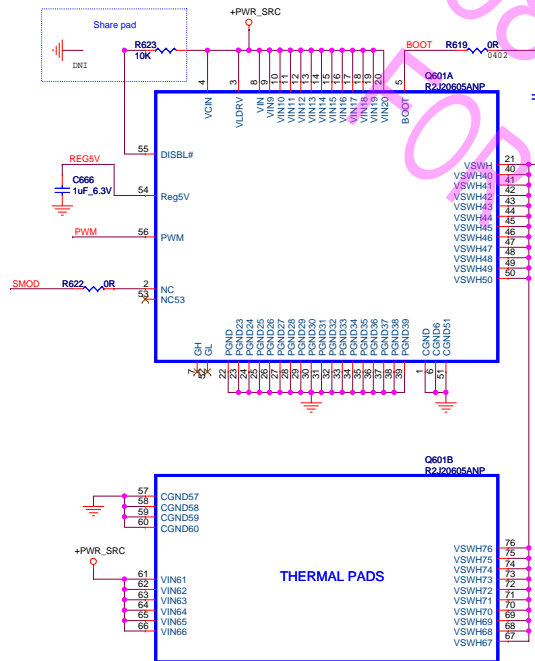 +PWR_SRC
Share pad
R623
10K
DNI
BOOT
R619
0R
0402
Q601A
R2J20605ANP
4
3
8
9
10
11
12
13
14
15
16
17
18
19
20
5
VCIN
VLDRV
VIN
VIN9
VIN10
VIN11
VIN12
VIN13
VIN14
VIN15
VIN16
VIN17
VIN18
VIN19
VIN20
BOOT
55
DISBL#
REG5V
C666
1uF_6.3V
54
Reg5V
PWM
56
PWM
SMOD
R622
0R
2
NC
53
NC53
VSWH
21
VSWH40
40
VSWH41
41
VSWH42
42
VSWH43
43
VSWH44
44
VSWH45
45
VSWH46
46
VSWH47
47
VSWH48
48
VSWH49
49
VSWH50
50
GH
GL
PGND
PGND23
PGND24
PGND25
PGND26
PGND27
PGND28
PGND29
PGND30
PGND31
PGND32
PGND33
PGND34
PGND35
PGND36
PGND37
PGND38
PGND39
CGND
CGND6
CGND51
7
52
22
23
24
25
26
27
28
29
30
31
32
33
34
35
36
37
38
39
1
6
51
Q601B
R2J20605ANP
57
CGND57
58
CGND58
59
CGND59
60
CGND60
+PWR_SRC
61
VIN61
62
VIN62
63
VIN63
64
VIN64
65
VIN65
66
VIN66
THERMAL PADS
VSWH76
76
VSWH75
75
VSWH74
74
VSWH73
73
VSWH72
72
VSWH71
71
VSWH70
70
VSWH69
69
VSWH68
68
VSWH67
67